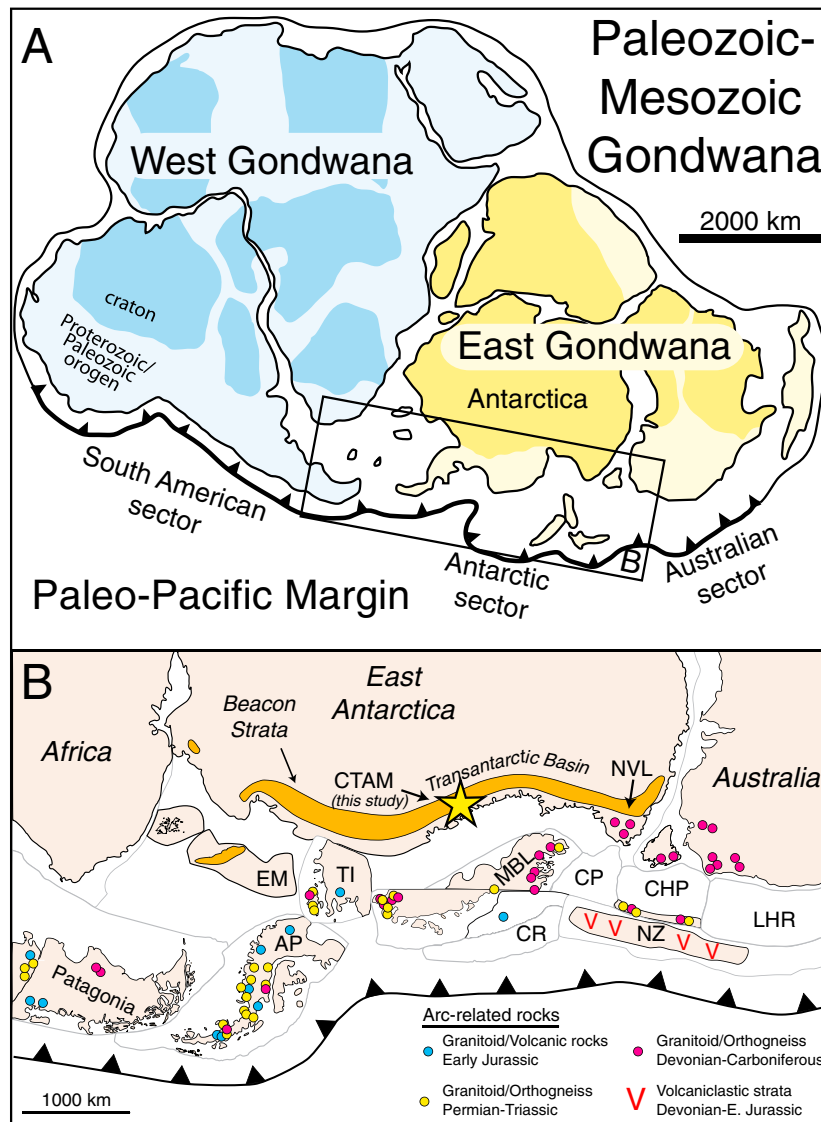 A
Paleozoic-
Mesozoic
Gondwana
West Gondwana
2000 km
craton
Proterozoic/
Paleozoic
orogen
East Gondwana
Antarctica
South American
sector
Antarctic
sector
B
Australian
sector
Paleo-Pacific Margin
B
East
Antarctica
Beacon
Strata
Africa
CTAM
(this study)
Transantarctic Basin
NVL
Australia
EM
TI
MBL
CP
CHP
LHR
AP
CR
NZ
V V V V
Patagonia
Arc-related rocks
Granitoid/Volcanic rocks
Early Jurassic
Granitoid/Orthogneiss
Devonian-Carboniferous
Granitoid/Orthogneiss
Permian-Triassic
V Volcaniclastic strata
Devonian-E. Jurassic
1000 km